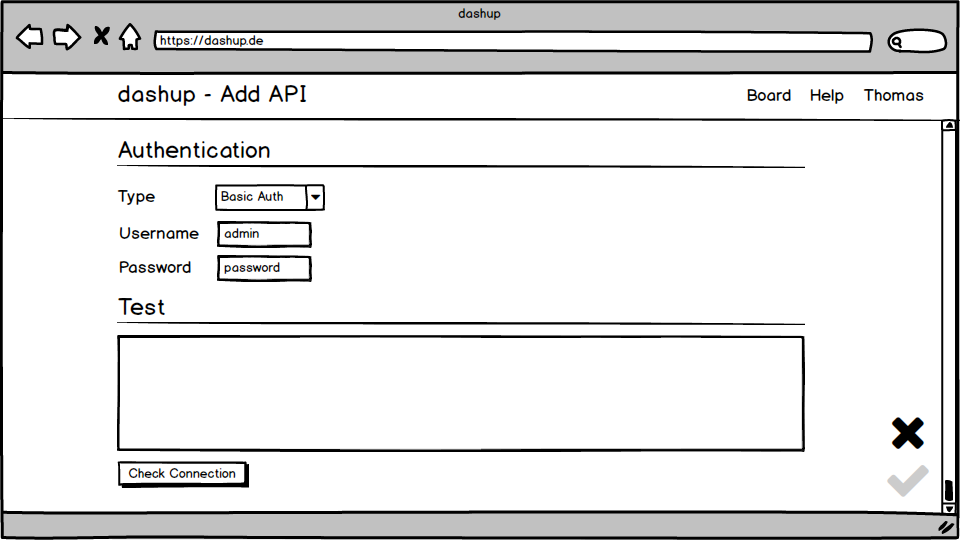 dashup
https://dashup.de
dashup - Add API
Board Help Thomas
Authentication
Type Basic Auth
Username admin
Password password
Test
Check Connection